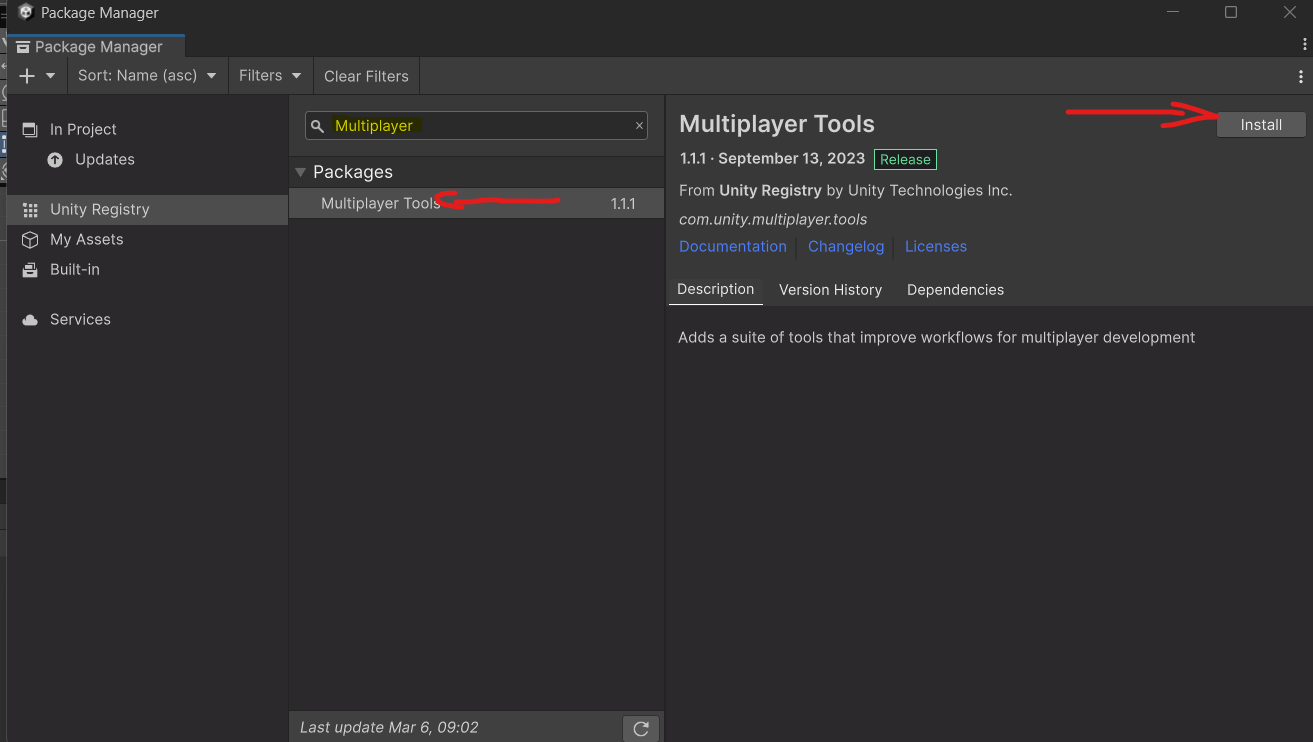 Package Manager
Package Manager
Sort: Name (asc)
Filters
Clear Filters
In Project
Updates
Unity Registry
My Assets
Built-in
Services
Multiplayer
Packages
Multiplayer Tools 1.1.1
Last update Mar 6, 09:02
Multiplayer Tools
Install
1.1.1 · September 13, 2023 Release
From Unity Registry by Unity Technologies Inc.
com.unity.multiplayer.tools
Documentation Changelog Licenses
Description Version History Dependencies
Adds a suite of tools that improve workflows for multiplayer development